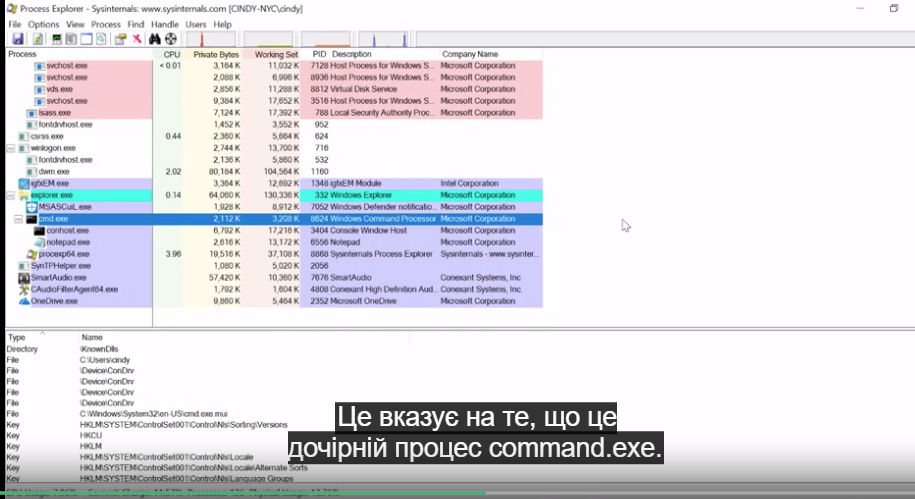 Process Explorer - Sysinternals: www.sysinternals.com [CINDY-NYC\cindy]
File Options View Process Find Handle Users Help
Process CPU Private Bytes Working Set PID Description Company Name
svchost.exe < 0.01 3,164 K 11,032 K 7128 Host Process for Windows S... Microsoft Corporation
svchost.exe 2,088 K 6,996 K 8936 Host Process for Windows S... Microsoft Corporation
vds.exe 2,856 K 11,288 K 8812 Virtual Disk Service Microsoft Corporation
svchost.exe 9,384 K 17,652 K 3516 Host Process for Windows S... Microsoft Corporation
lsass.exe 7,124 K 17,392 K 788 Local Security Authority Proc... Microsoft Corporation
fontdrvhost.exe 1,452 K 3,552 K 952
csrss.exe 0.44 2,360 K 5,664 K 624
winlogon.exe 2,744 K 13,700 K 716
fontdrvhost.exe 2,136 K 5,860 K 532
dwm.exe 2.02 80,184 K 104,564 K 1160
igfxEM.exe 3,364 K 12,692 K 1348 igfxEM Module Intel Corporation
explorer.exe 0.14 64,060 K 130,336 K 332 Windows Explorer Microsoft Corporation
MSASCuiL.exe 1,928 K 8,912 K 7052 Windows Defender notificatio... Microsoft Corporation
cmd.exe 2,112 K 3,208 K 8624 Windows Command Processor Microsoft Corporation
conhost.exe 6,792 K 17,216 K 3404 Console Window Host Microsoft Corporation
notepad.exe 2,616 K 13,172 K 6556 Notepad Microsoft Corporation
procexp64.exe 3.96 19,516 K 37,108 K 8868 Sysinternals Process Explorer Sysinternals - www.sysinter...
SynTPHelper.exe 1,080 K 5,020 K 2056
SmartAudio.exe 57,420 K 10,360 K 7676 SmartAudio Conexant Systems, Inc
CAudioFilterAgent64.exe 1,792 K 1,604 K 4808 Conexant High Definition Aud... Conexant Systems, Inc.
OneDrive.exe 9,860 K 5,464 K 2352 Microsoft OneDrive Microsoft Corporation
Type Name
Directory \KnownDlls
File C:\Users\cindy
File \Device\ConDrv
File \Device\ConDrv
File \Device\ConDrv
File \Device\ConDrv
File C:\Windows\System32\en-US\cmd.exe.mui
Key HKLM\SYSTEM\ControlSet001\Control\Nls\Sorting\Versions
Key HKCU
Key HKLM
Key HKLM\SYSTEM\ControlSet001\Control\Nls\Locale
Key HKLM\SYSTEM\ControlSet001\Control\Nls\Locale\Alternate Sorts
Key HKLM\SYSTEM\ControlSet001\Control\Nls\Language Groups
Це вказує на те, що це
дочірній процес command.exe.